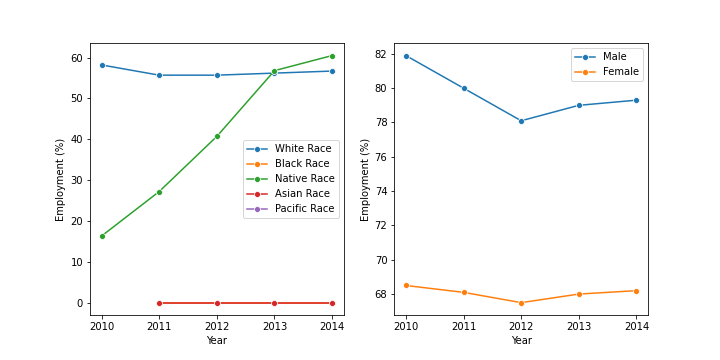 60
50
40
30
20
10
0
Employment (%)
2010 2011 2012 2013 2014
Year
White Race
Black Race
Native Race
Asian Race
Pacific Race
82
80
78
76
74
72
70
68
Employment (%)
2010 2011 2012 2013 2014
Year
Male
Female